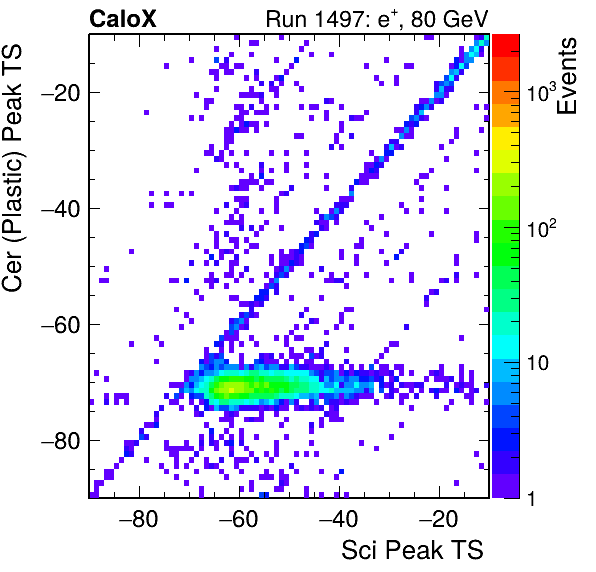 CaloX Run 1497: e+, 80 GeV
Cer (Plastic) Peak TS
−20
−40
−60
−80
−80 −60 −40 −20
Sci Peak TS
Events
10³
10²
10
1